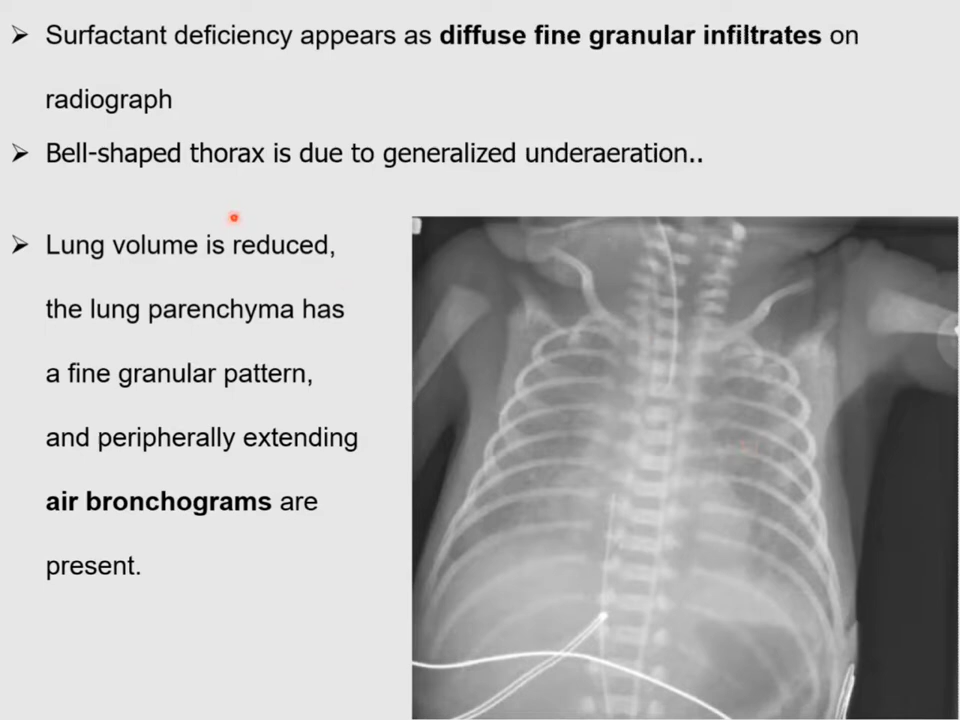 Surfactant deficiency appears as diffuse fine granular infiltrates on
radiograph
Bell-shaped thorax is due to generalized underaeration..
Lung volume is reduced,
the lung parenchyma has
a fine granular pattern,
and peripherally extending
air bronchograms are
present.